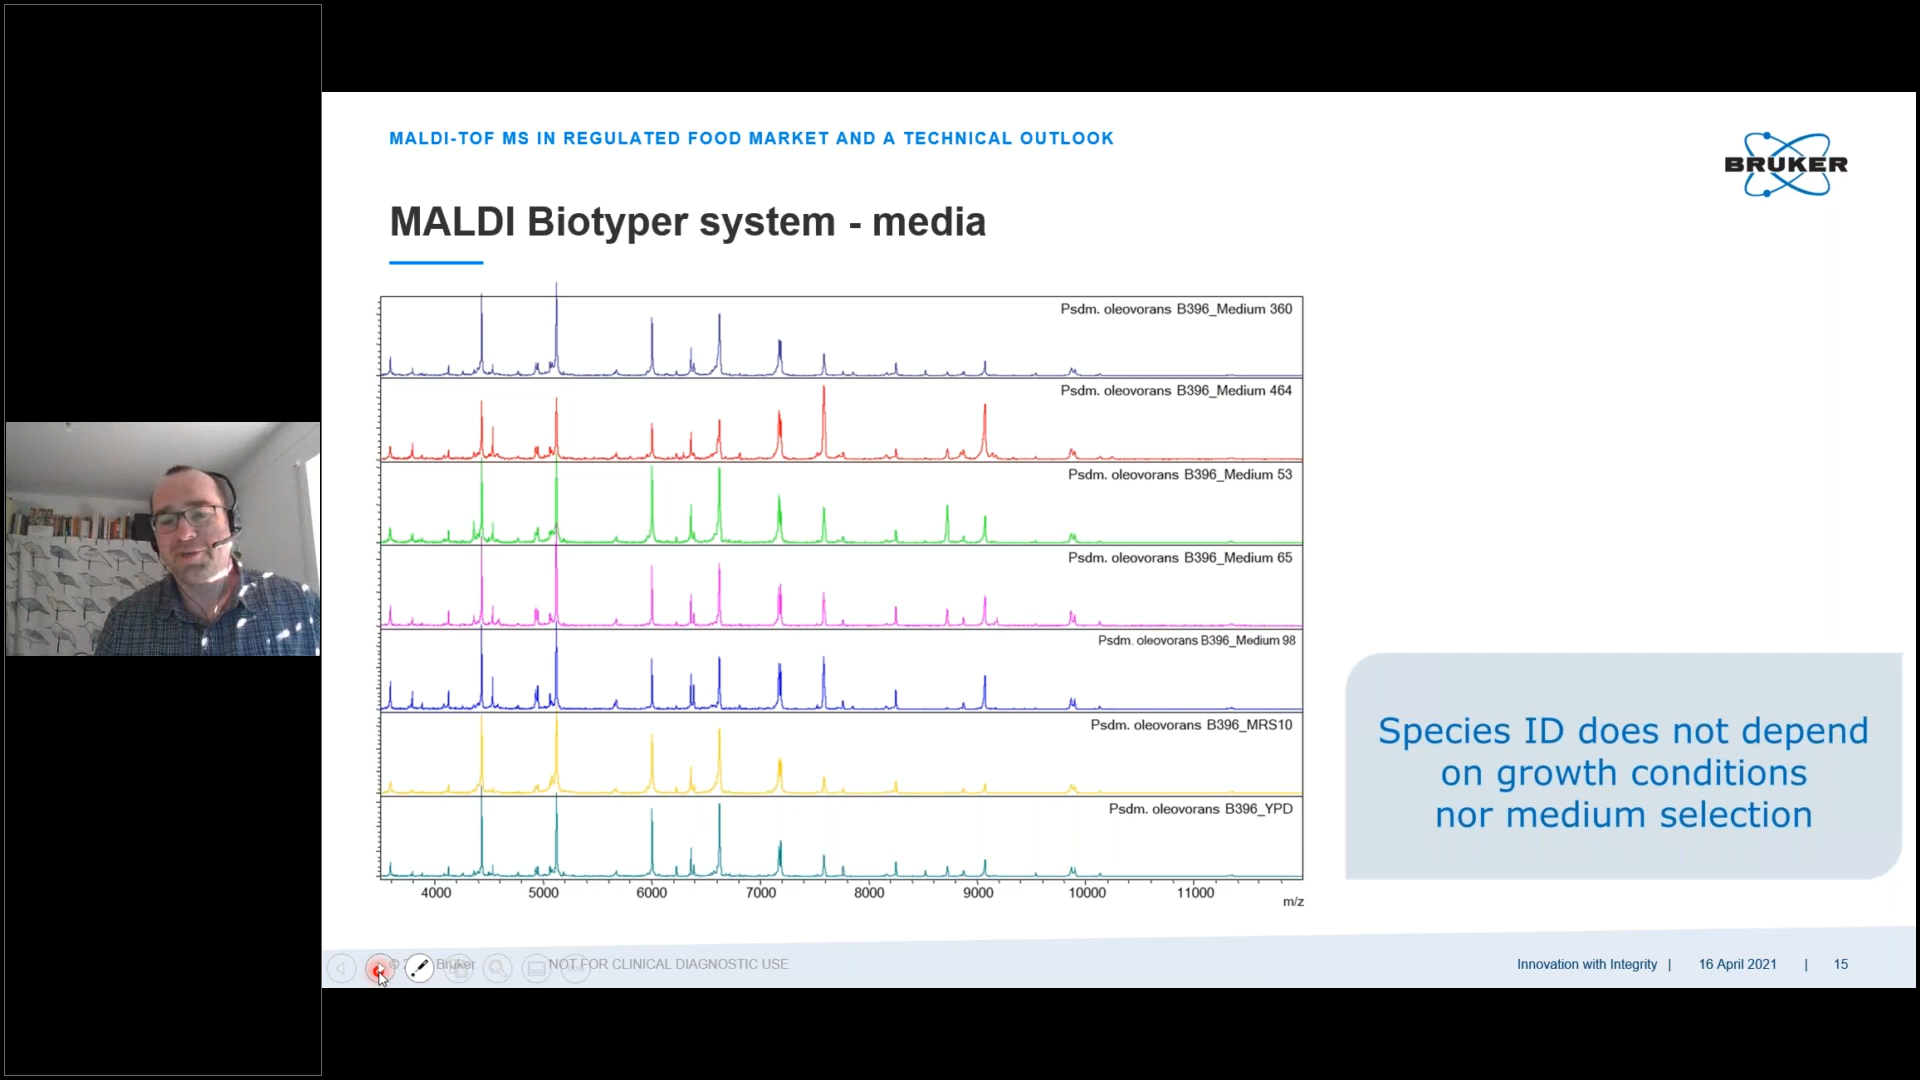 MALDI-TOF MS IN REGULATED FOOD MARKET AND A TECHNICAL OUTLOOK
BRUKER
MALDI Biotyper system - media
Psdm. oleovorans B396_Medium 360
Psdm. oleovorans B396_Medium 464
Psdm. oleovorans B396_Medium 53
Psdm. oleovorans B396_Medium 65
Psdm. oleovorans B396_Medium 98
Psdm. oleovorans B396_MRS10
Psdm. oleovorans B396_YPD
4000 5000 6000 7000 8000 9000 10000 11000
m/z
Species ID does not depend
on growth conditions
nor medium selection
© Bruker
NOT FOR CLINICAL DIAGNOSTIC USE
Innovation with Integrity | 16 April 2021 | 15